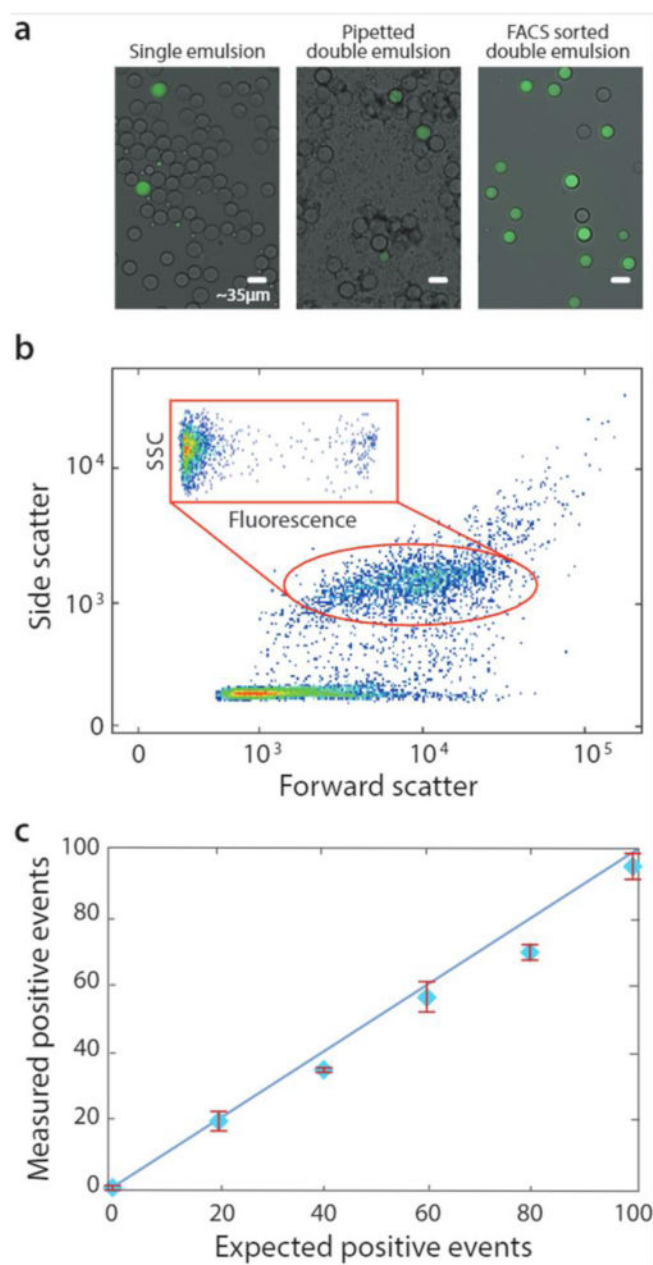 a
Single emulsion
Pipetted
double emulsion
FACS sorted
double emulsion
~35µm
b
Side scatter
10⁴
10³
0
SSC
Fluorescence
0
10³
10⁴
10⁵
Forward scatter
c
Measured positive events
100
80
60
40
20
0
0
20
40
60
80
100
Expected positive events